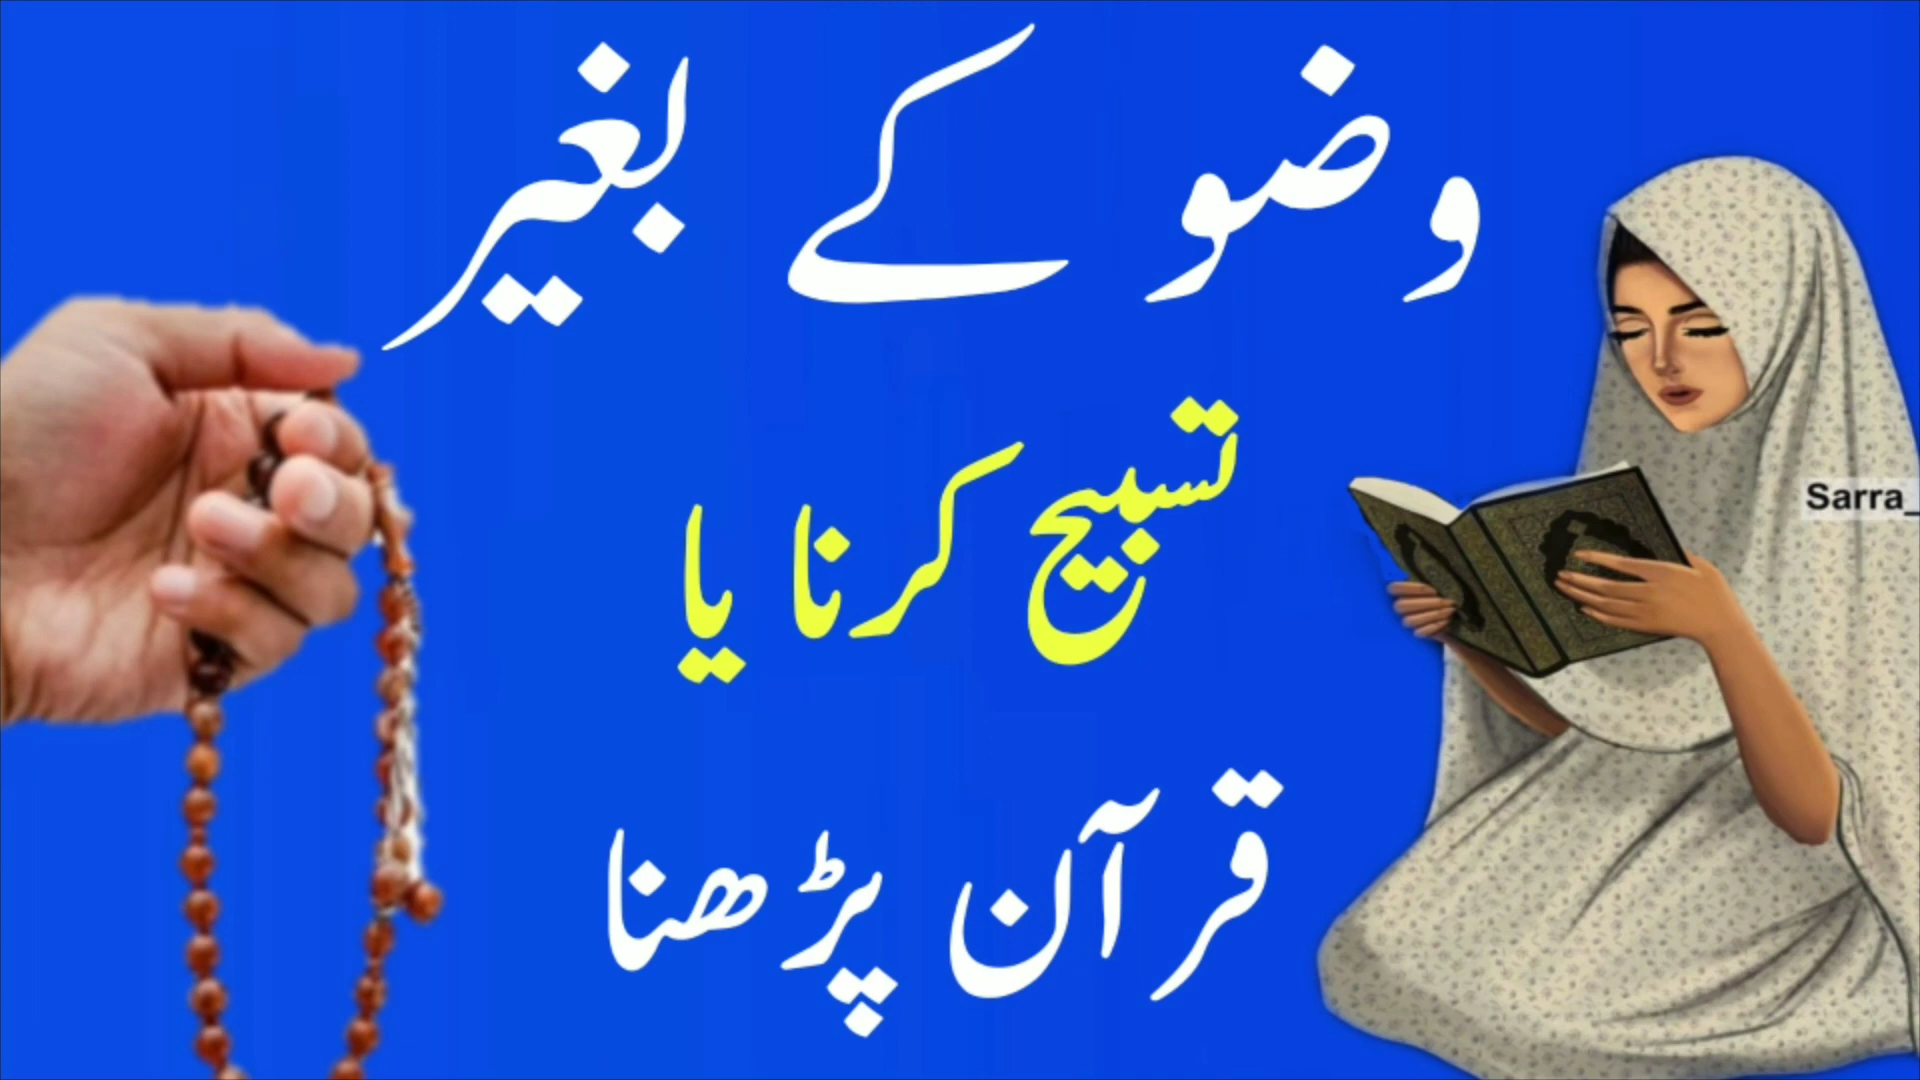 وضو کے بغیر
تسبیح کرنا یا
قرآن پڑھنا
Sarra_